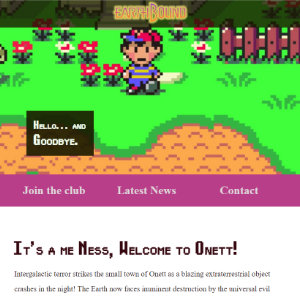 EARTHBOUND
Hello... and
Goodbye.
Join the club Latest News Contact
It's a me Ness, Welcome to Onett!
Intergalactic terror strikes the small town of Onett as a blazing extraterrestrial object
crashes in the night! The Earth now faces imminent destruction by the universal evil